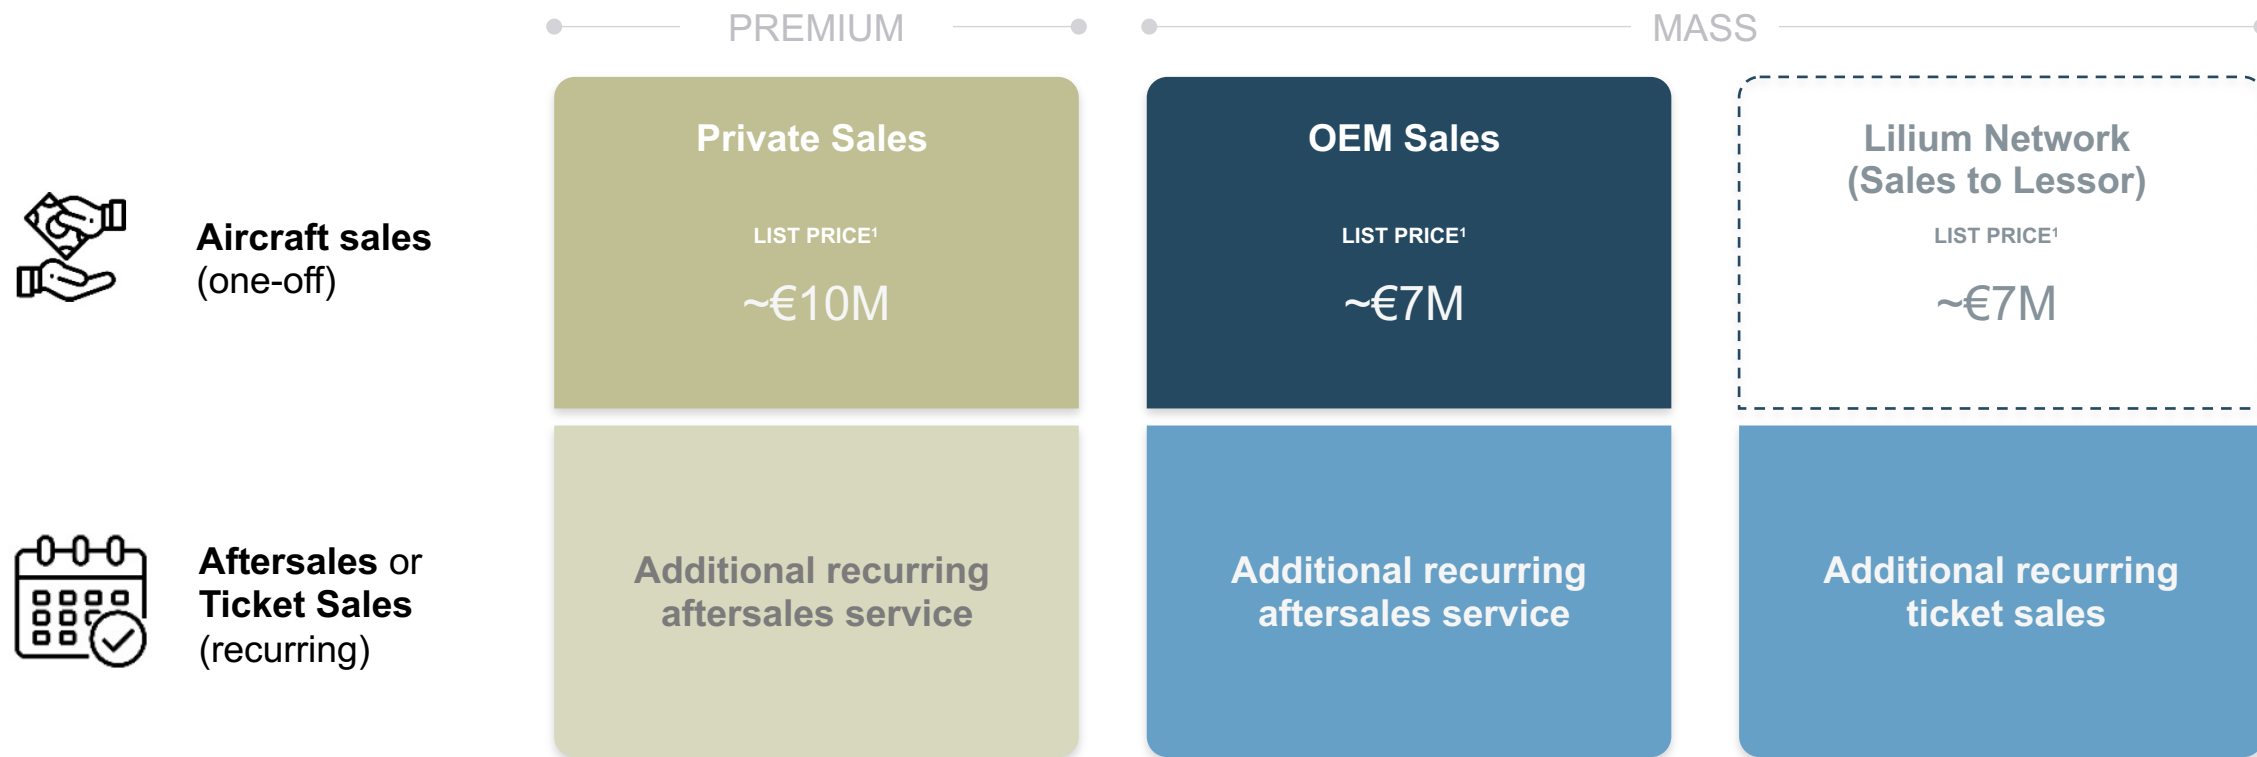 PREMIUM
MASS
Private Sales
LIST PRICE¹
~€10M
OEM Sales
LIST PRICE¹
~€7M
Lilium Network
(Sales to Lessor)
LIST PRICE¹
~€7M
Aircraft sales
(one-off)
Aftersales or
Ticket Sales
(recurring)
Additional recurring
aftersales service
Additional recurring
aftersales service
Additional recurring
ticket sales